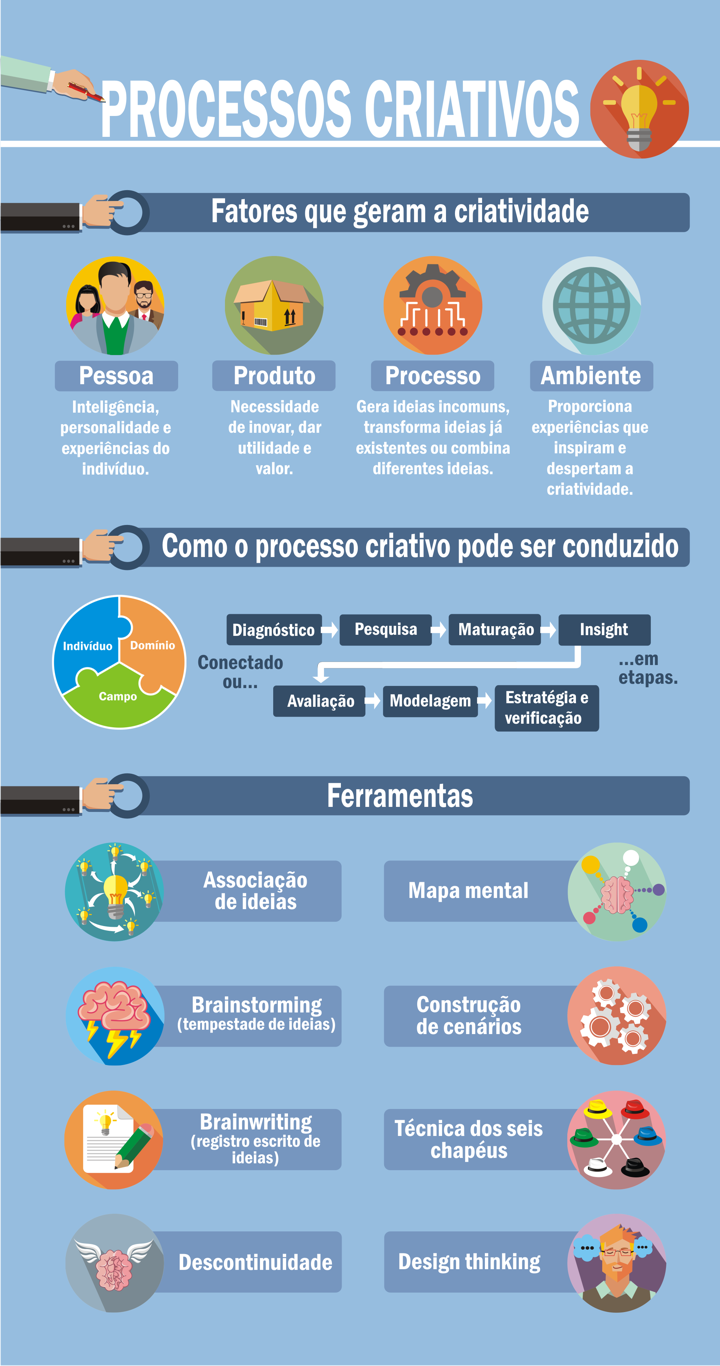 PROCESSOS CRIATIVOS
Fatores que geram a criatividade
Pessoa
Inteligência,
personalidade e
experiências do
indivíduo.
Produto
Necessidade
de inovar, dar
utilidade e
valor.
Processo
Gera ideias incomuns,
transforma ideias já
existentes ou combina
diferentes ideias.
Ambiente
Proporciona
experiências que
inspiram e
despertam a
criatividade.
Como o processo criativo pode ser conduzido
Indivíduo
Domínio
Campo
Conectado
ou...
Diagnóstico
Pesquisa
Maturação
Insight
...em
etapas.
Avaliação
Modelagem
Estratégia e
verificação
Ferramentas
Associação
de ideias
Mapa mental
Brainstorming
(tempestade de ideias)
Construção
de cenários
Brainwriting
(registro escrito de
ideias)
Técnica dos seis
chapéus
Descontinuidade
Design thinking